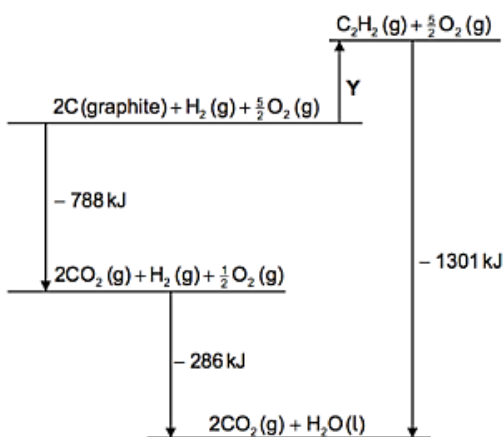 C₂H₂(g) + 5/2 O₂(g)
Y
2C(graphite) + H₂(g) + 5/2 O₂(g)
– 788 kJ
– 1301 kJ
2CO₂(g) + H₂(g) + 1/2 O₂(g)
– 286 kJ
2CO₂(g) + H₂O(l)